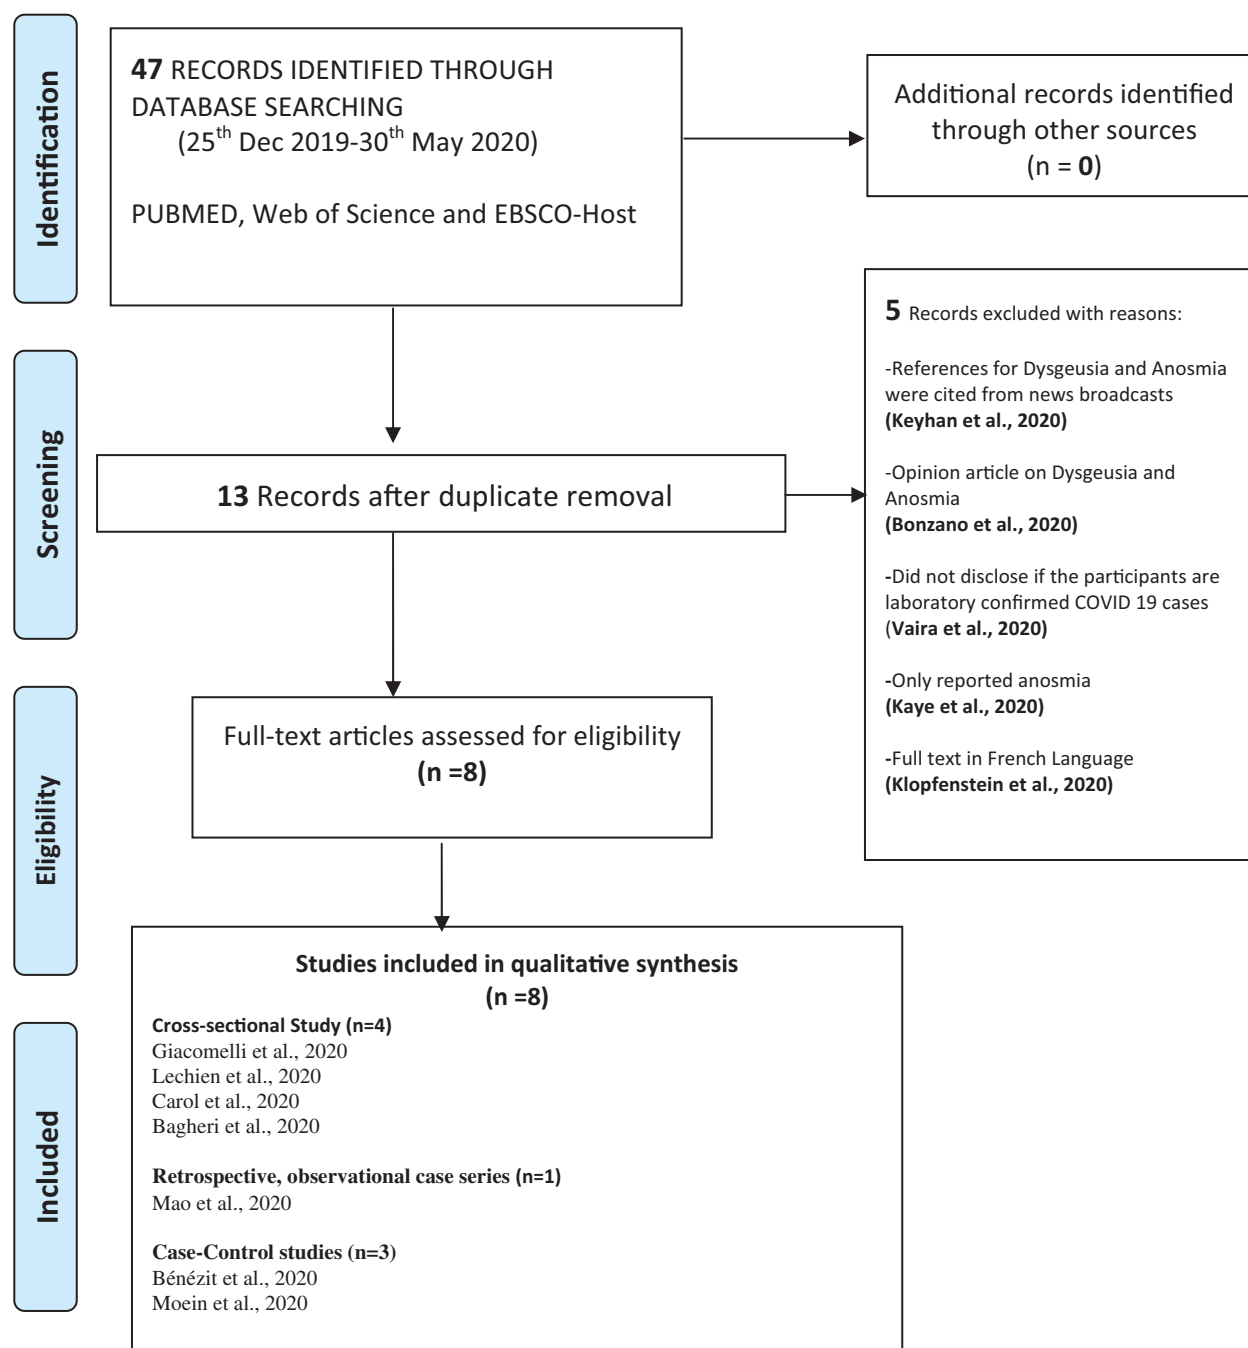 Identification
47 RECORDS IDENTIFIED THROUGH
DATABASE SEARCHING
(25th Dec 2019-30th May 2020)
PUBMED, Web of Science and EBSCO-Host
Additional records identified
through other sources
(n = 0)
Screening
13 Records after duplicate removal
5 Records excluded with reasons:
-References for Dysgeusia and Anosmia
were cited from news broadcasts
(Keyhan et al., 2020)
-Opinion article on Dysgeusia and
Anosmia
(Bonzano et al., 2020)
-Did not disclose if the participants are
laboratory confirmed COVID 19 cases
(Vaira et al., 2020)
-Only reported anosmia
(Kaye et al., 2020)
-Full text in French Language
(Klopfenstein et al., 2020)
Eligibility
Full-text articles assessed for eligibility
(n =8)
Included
Studies included in qualitative synthesis
(n =8)
Cross-sectional Study (n=4)
Giacomelli et al., 2020
Lechien et al., 2020
Carol et al., 2020
Bagheri et al., 2020
Retrospective, observational case series (n=1)
Mao et al., 2020
Case-Control studies (n=3)
Bénézit et al., 2020
Moein et al., 2020